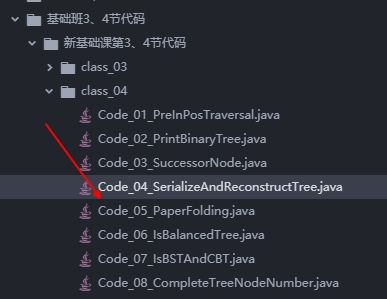 基础班3、4节代码
新基础课第3、4节代码
class_03
class_04
Code_01_PreInPosTraversal.java
Code_02_PrintBinaryTree.java
Code_03_SuccessorNode.java
Code_04_SerializeAndReconstructTree.java
Code_05_PaperFolding.java
Code_06_IsBalancedTree.java
Code_07_IsBSTAndCBT.java
Code_08_CompleteTreeNodeNumber.java